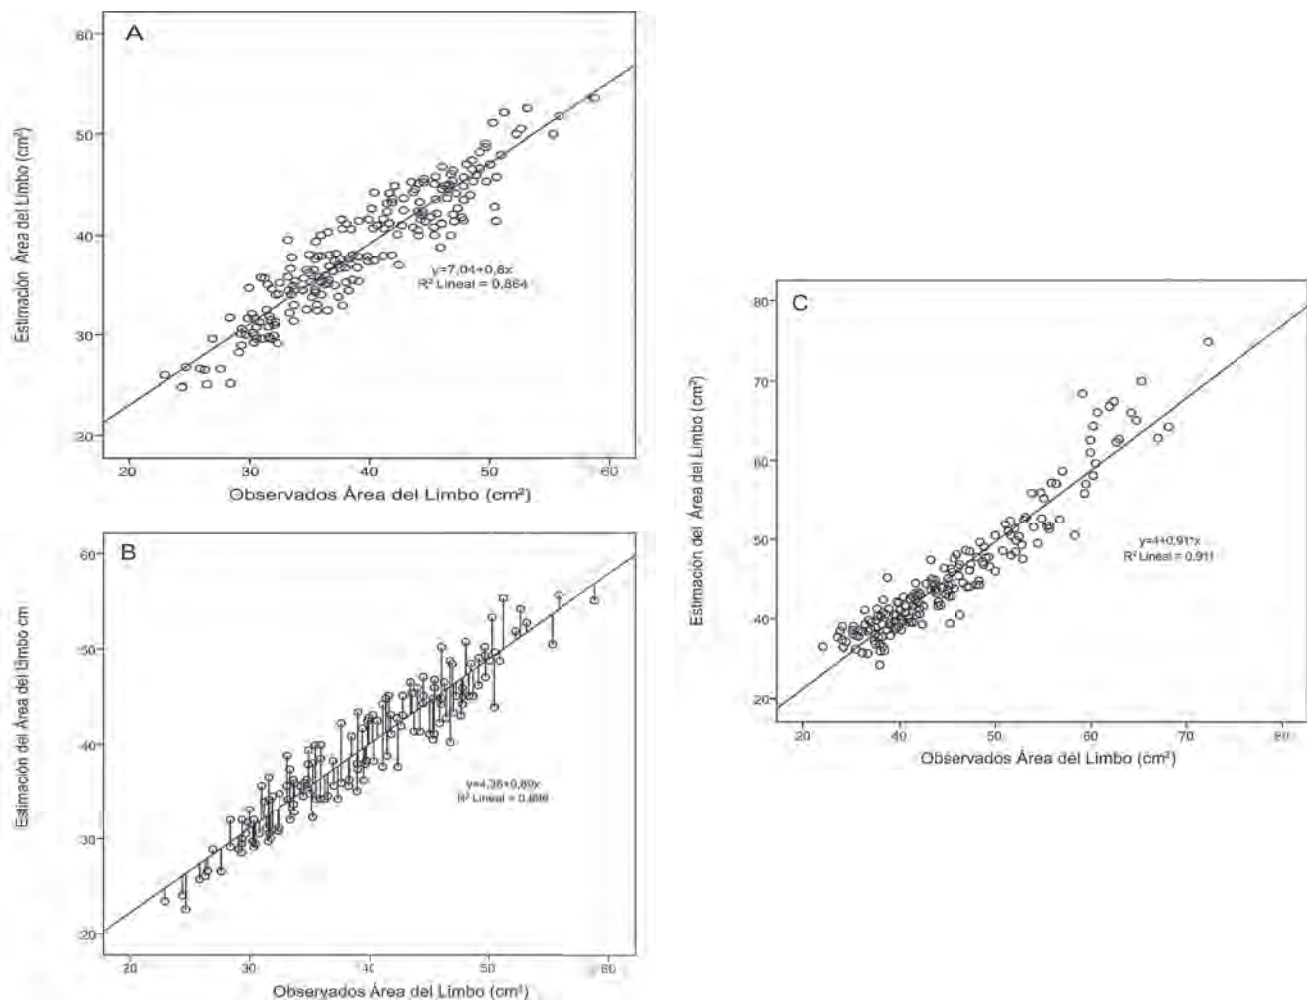 A
60
50
40
30
20
Estimación Área del Limbo (cm²)
y=7,04+0,8x
R² Lineal = 0,864
20 30 40 50 60
Observados Área del Limbo (cm²)
B
60
50
40
30
20
Estimación del Área del Limbo cm
R² Lineal =
20 30 40 50 60
Observados Área del Limbo (cm²)
C
80
70
60
50
40
20
Estimación del Área del Limbo (cm²)
y=4+0,91*x
R² Lineal = 0.911
20 30 40 50 60 70 80
Observados Área del Limbo (cm²)